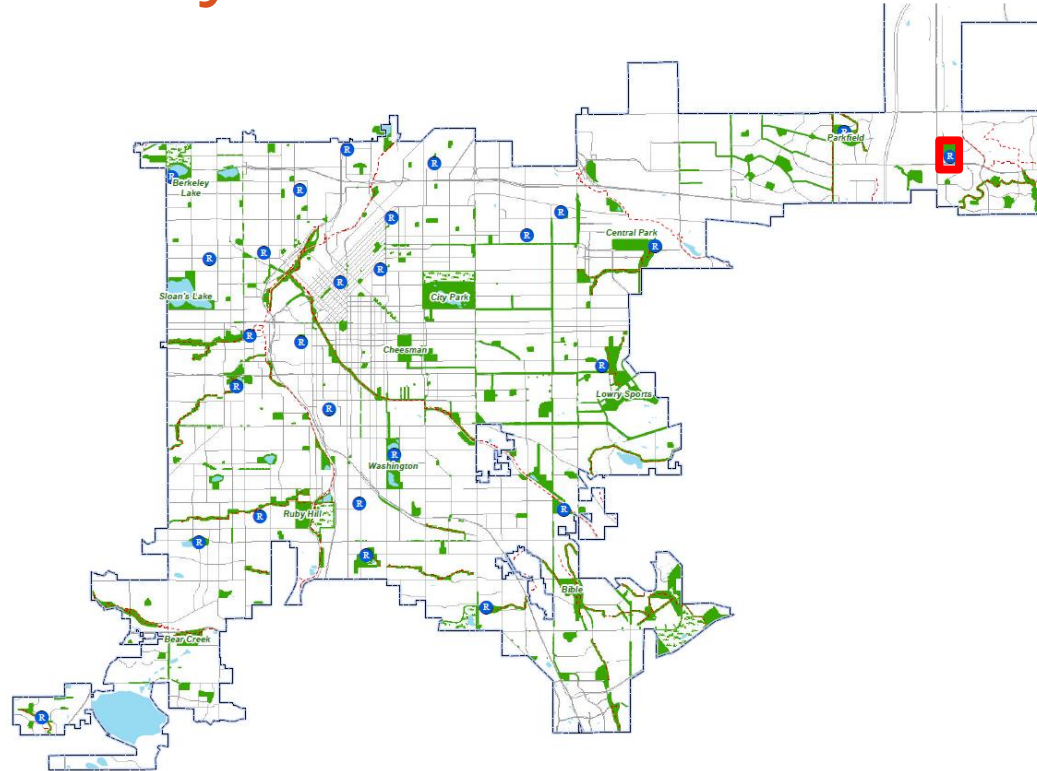 R
R
Parkfield
R
R
R
Berkeley
Lake
R
R
R
R
Central Park
R
R
R
R
R
Sloan's Lake
City Park
R
R
Cheesman
R
R
Lowry Sports
R
R
Washington
R
R
Ruby Hill
R
R
R
Bible
R
Bear Creek
R